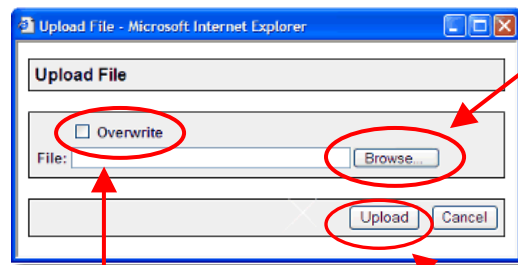 Upload File - Microsoft Internet Explorer
Upload File
Overwrite
File: Browse...
Upload Cancel